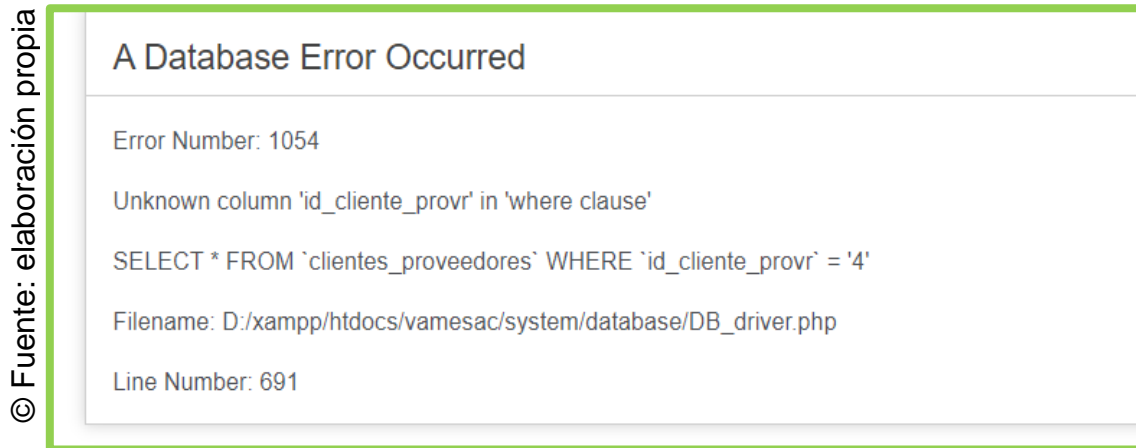 © Fuente: elaboración propia
A Database Error Occurred
Error Number: 1054
Unknown column 'id_cliente_provr' in 'where clause'
SELECT * FROM `clientes_proveedores` WHERE `id_cliente_provr` = '4'
Filename: D:/xampp/htdocs/vamesac/system/database/DB_driver.php
Line Number: 691